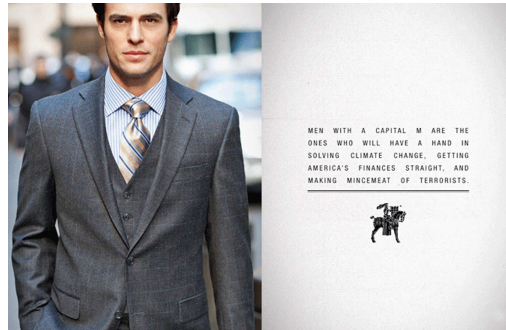 MEN WITH A CAPITAL M ARE THE
ONES WHO WILL HAVE A HAND IN
SOLVING CLIMATE CHANGE, GETTING
AMERICA'S FINANCES STRAIGHT, AND
MAKING MINCEMEAT OF TERRORISTS.